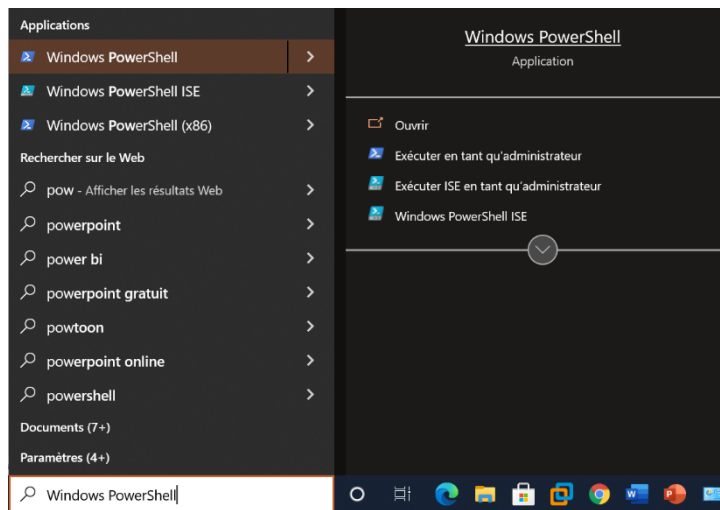 Applications
Windows PowerShell
Windows PowerShell ISE
Windows PowerShell (x86)
Rechercher sur le Web
pow - Afficher les résultats Web
powerpoint
power bi
powerpoint gratuit
powtoon
powerpoint online
powershell
Documents (7+)
Paramètres (4+)
Windows PowerShell
Windows PowerShell
Application
Ouvrir
Exécuter en tant qu'administrateur
Exécuter ISE en tant qu'administrateur
Windows PowerShell ISE